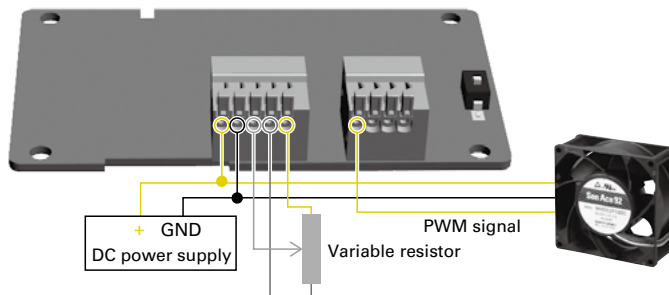 San Ace 92
PWM signal
+ GND
DC power supply
Variable resistor